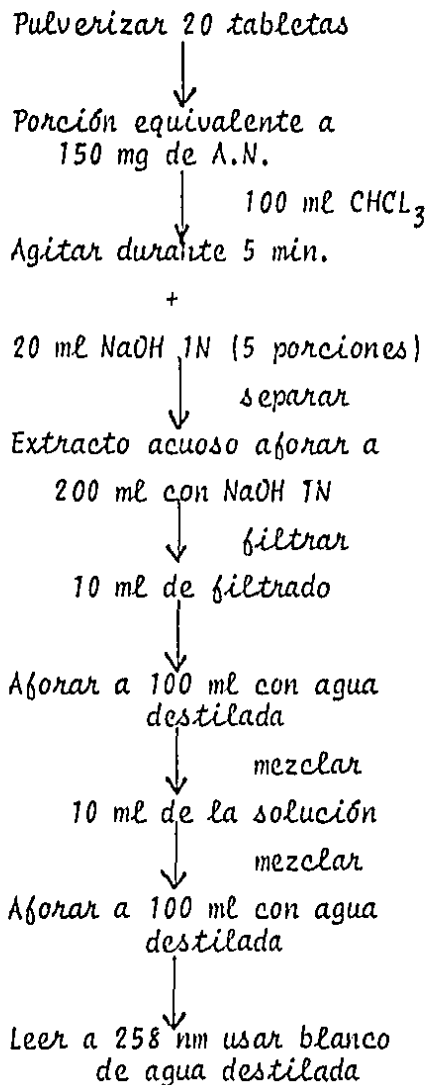 Pulverizar 20 tabletas
Porción equivalente a
150 mg de A.N.
100 ml CHCL3
Agitar durante 5 min.
+
20 ml NaOH 1N (5 porciones)
separar
Extracto acuoso aforar a
200 ml con NaOH 1N
filtrar
10 ml de filtrado
Aforar a 100 ml con agua
destilada
mezclar
10 ml de la solución
mezclar
Aforar a 100 ml con agua
destilada
Leer a 258 nm usar blanco
de agua destilada